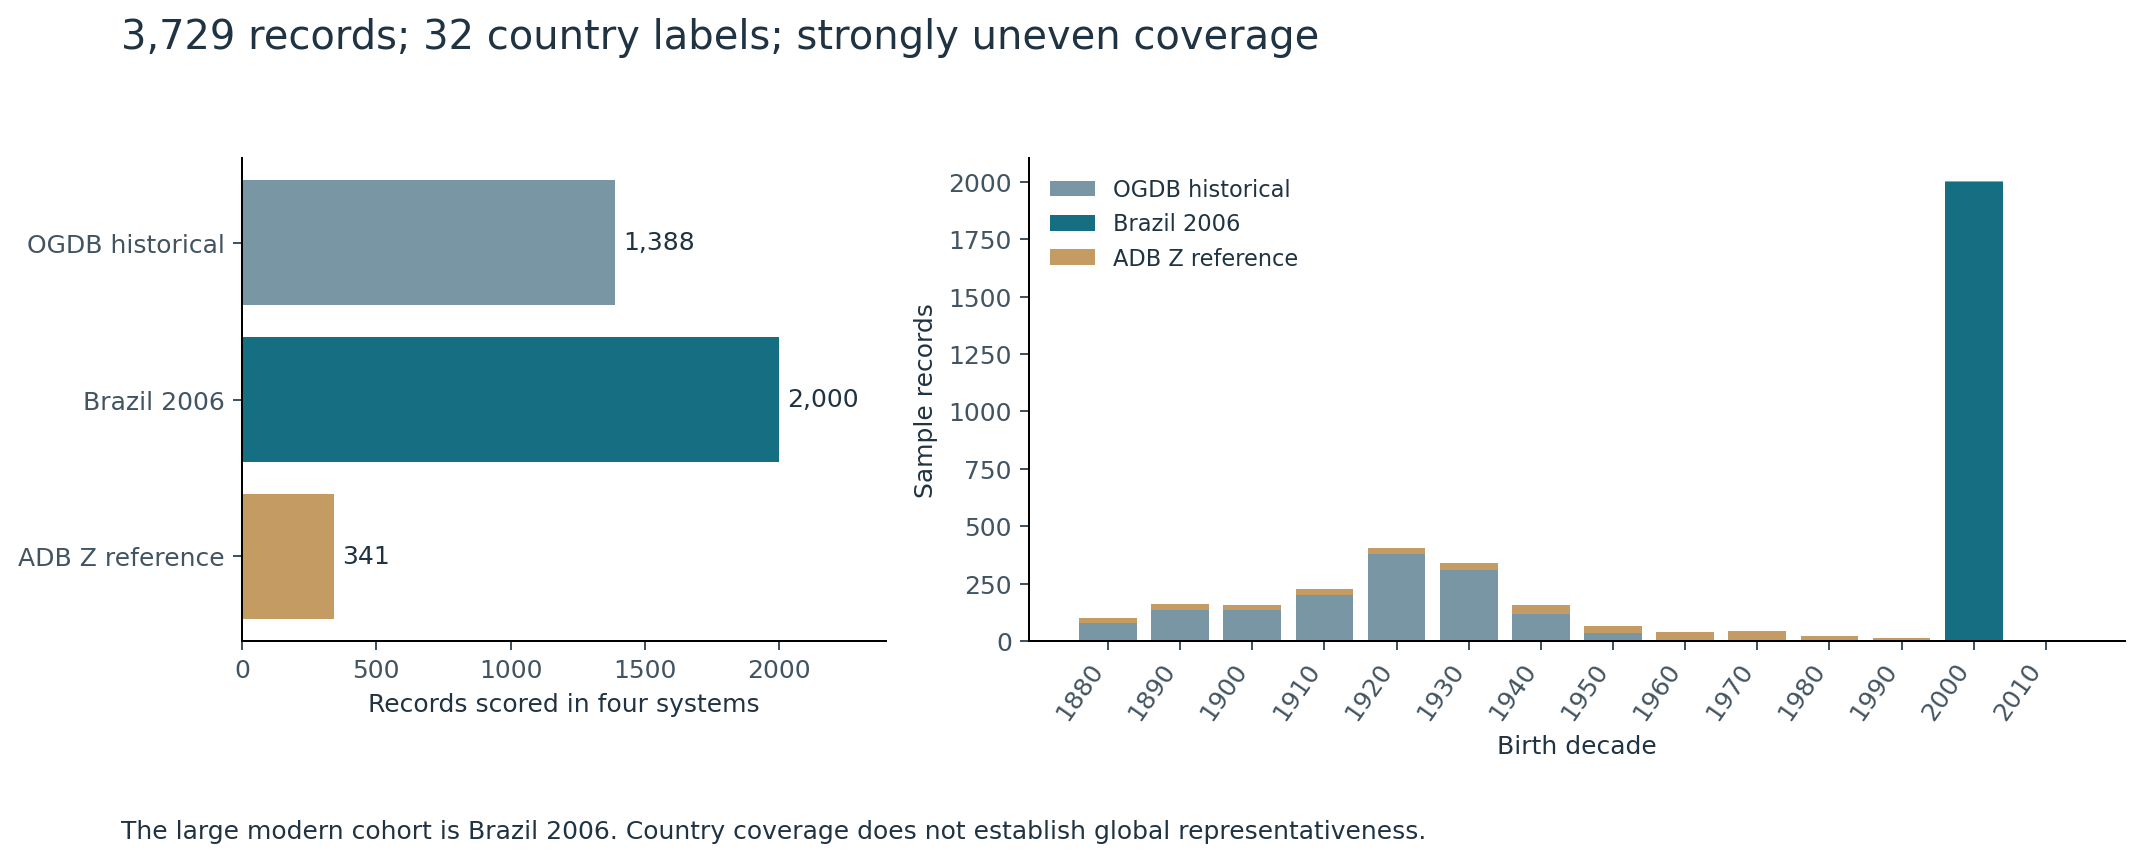 3,729 records; 32 country labels; strongly uneven coverage
OGDB historical
1,388
Brazil 2006
2,000
ADB Z reference
341
0 500 1000 1500 2000
Records scored in four systems
OGDB historical
Brazil 2006
ADB Z reference
Sample records
2000
1750
1500
1250
1000
750
500
250
0
1880 1890 1900 1910 1920 1930 1940 1950 1960 1970 1980 1990 2000 2010
Birth decade
The large modern cohort is Brazil 2006. Country coverage does not establish global representativeness.